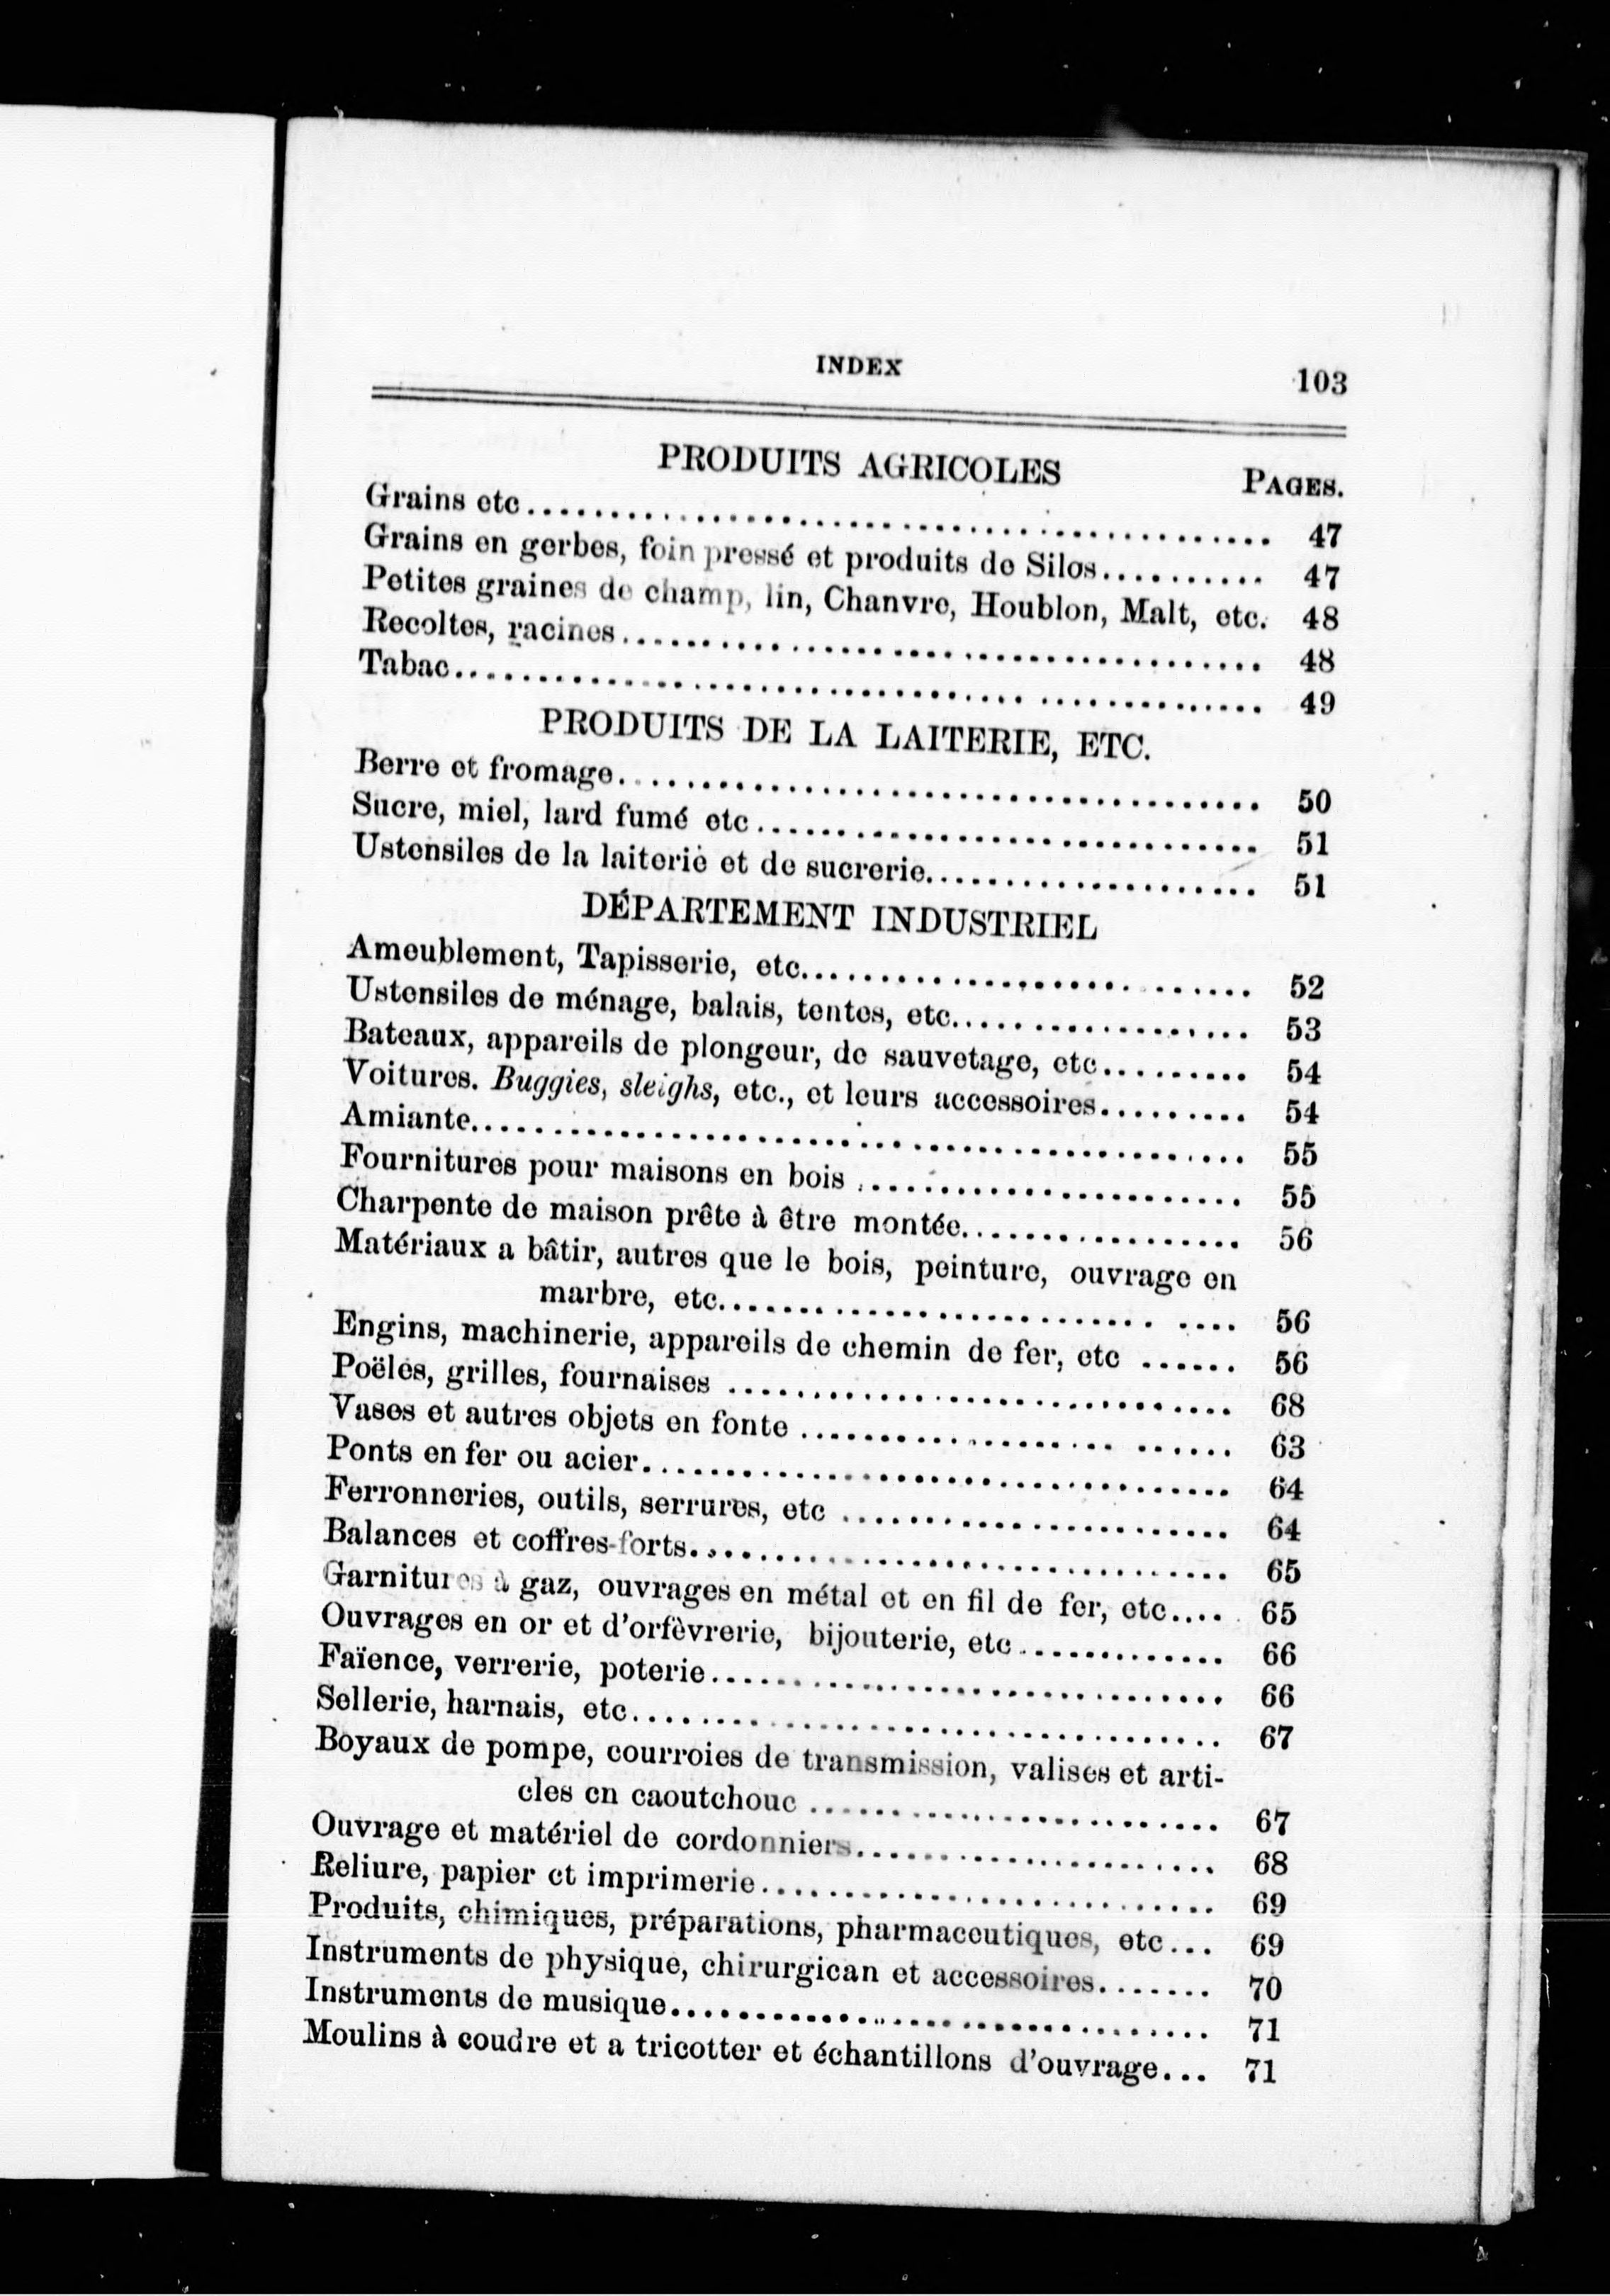 INDEX 103
PRODUITS AGRICOLES PAGES.
Grains etc........................................ 47
Grains en gerbes, foin pressé et produits de Silos.......... 47
Petites graines de champ, lin, Chanvre, Houblon, Malt, etc. 48
Recoltes, racines........................................ 48
Tabac........................................ 49
PRODUITS DE LA LAITERIE, ETC.
Berre et fromage........................................ 50
Sucre, miel, lard fumé etc.............................. 51
Ustensiles de la laiterie et de sucrerie.................... 51
DÉPARTEMENT INDUSTRIEL
Ameublement, Tapisserie, etc.............................. 52
Ustensiles de ménage, balais, tentes, etc.................... 53
Bateaux, appareils de plongeur, de sauvetage, etc......... 54
Voitures. Buggies, sleighs, etc., et leurs accessoires......... 54
Amiante........................................ 55
Fournitures pour maisons en bois ........................ 55
Charpente de maison prête à être montée.................. 56
Matériaux a bâtir, autres que le bois, peinture, ouvrage en
marbre, etc.............................. 56
Engins, machinerie, appareils de chemin de fer, etc ...... 56
Poëles, grilles, fournaises .............................. 68
Vases et autres objets en fonte .......................... 63
Ponts en fer ou acier.................................... 64
Ferronneries, outils, serrures, etc ........................ 64
Balances et coffres-forts.................................. 65
Garnitures à gaz, ouvrages en métal et en fil de fer, etc.... 65
Ouvrages en or et d'orfèvrerie, bijouterie, etc............. 66
Faïence, verrerie, poterie................................ 66
Sellerie, harnais, etc.................................... 67
Boyaux de pompe, courroies de transmission, valises et arti-
cles en caoutchouc ......................... 67
Ouvrage et matériel de cordonniers...................... 68
Reliure, papier et imprimerie............................ 69
Produits, chimiques, préparations, pharmaceutiques, etc... 69
Instruments de physique, chirurgican et accessoires....... 70
Instruments de musique................................ 71
Moulins à coudre et a tricotter et échantillons d'ouvrage... 71